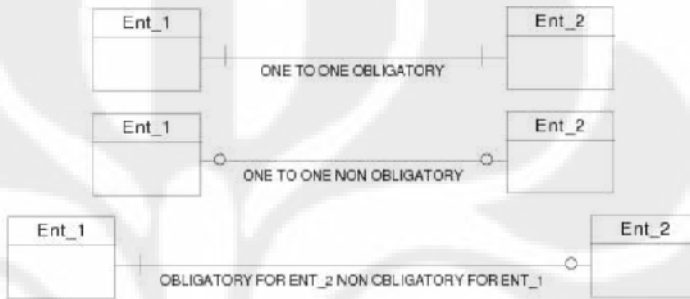 Ent_1 Ent_2
ONE TO ONE OBLIGATORY
Ent_1 Ent_2
ONE TO ONE NON OBLIGATORY
Ent_1 Ent_2
OBLIGATORY FOR ENT_2 NON OBLIGATORY FOR ENT_1